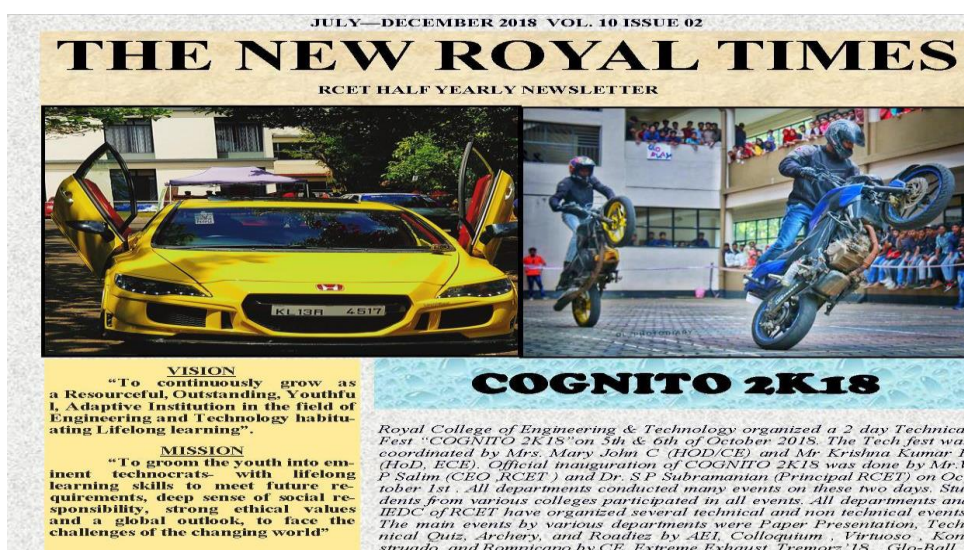 JULY—DECEMBER 2018 VOL. 10 ISSUE 02
THE NEW ROYAL TIMES
RCET HALF YEARLY NEWSLETTER
GO
KL13A 4517
VISION
“To continuously grow as
a Resourceful, Outstanding, Youthfu
l, Adaptive Institution in the field of
Engineering and Technology habitu-
ating Lifelong learning”.
MISSION
“To groom the youth into em-
inent technocrats- with lifelong
learning skills to meet future re-
quirements, deep sense of social re-
sponsibility, strong ethical values
and a global outlook, to face the
challenges of the changing world”
COGNITO 2K18
Royal College of Engineering & Technology organized a 2 day Technica
Fest “COGNITO 2K18”on 5th & 6th of October 2018. The Tech fest wa
coordinated by Mrs. Mary John C (HOD/CE) and Mr Krishna Kumar
(HoD, ECE). Official inauguration of COGNITO 2K18 was done by Mr.
P Salim (CEO ,RCET ) and Dr. S.P Subramanian (Principal RCET) on Oc
tober 1st . All departments conducted many events on these two days. Stu
dents from various colleges participated in all events. All departments an
IEDC of RCET have organized several technical and non technical events
The main events by various departments were Paper Presentation, Tech
nical Quiz, Archery, and Roadiez by AEI, Colloquium , Virtuoso , Kon
struado, and Rompicapo by CE, Extreme Exhaust, Tremorz’18 , Glo-Ball